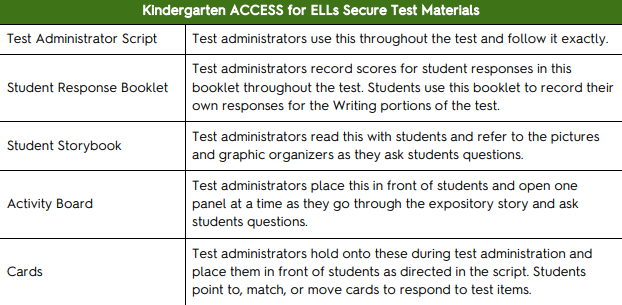 Kindergarten ACCESS for ELLs Secure Test Materials
Test Administrator Script
Test administrators use this throughout the test and follow it exactly.
Student Response Booklet
Test administrators record scores for student responses in this
booklet throughout the test. Students use this booklet to record their
own responses for the Writing portions of the test.
Student Storybook
Test administrators read this with students and refer to the pictures
and graphic organizers as they ask students questions.
Activity Board
Test administrators place this in front of students and open one
panel at a time as they go through the expository story and ask
students questions.
Cards
Test administrators hold onto these during test administration and
place them in front of students as directed in the script. Students
point to, match, or move cards to respond to test items.